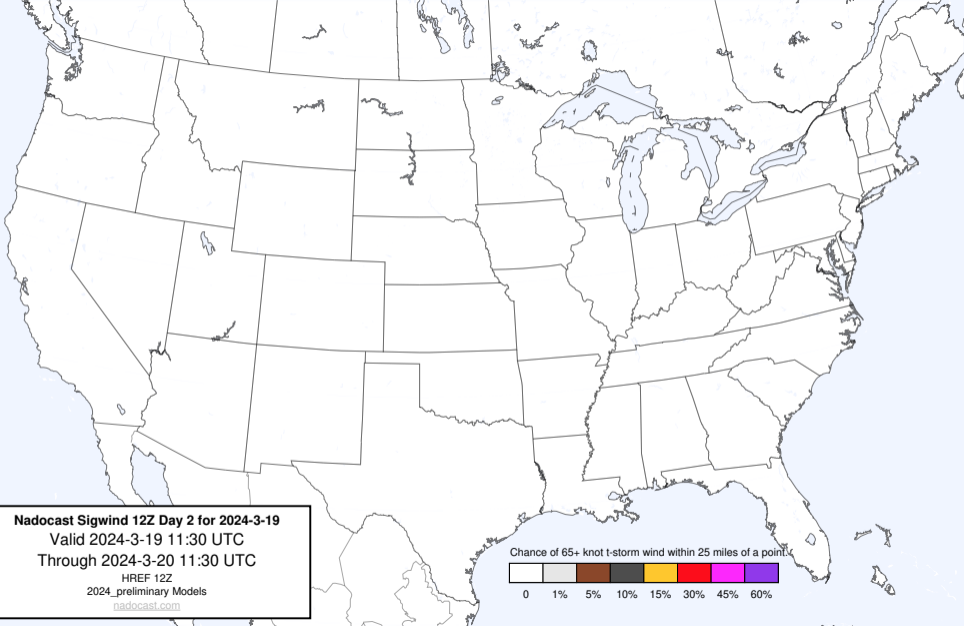 Nadocast Sigwind 12Z Day 2 for 2024-3-19
Valid 2024-3-19 11:30 UTC
Through 2024-3-20 11:30 UTC
HREF 12Z
2024_preliminary Models
nadocast.com
Chance of 65+ knot t-storm wind within 25 miles of a point.
0 1% 5% 10% 15% 30% 45% 60%